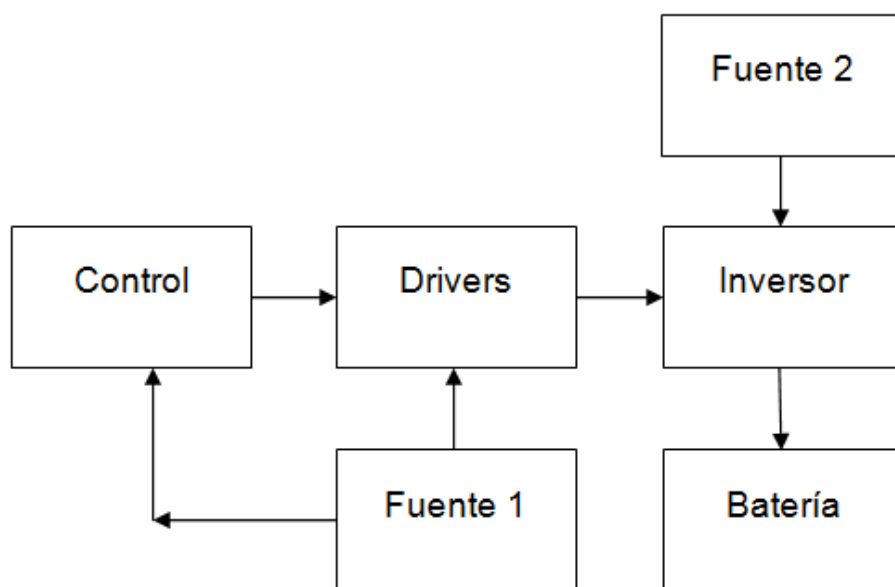 Fuente 2
Control
Drivers
Inversor
Fuente 1
Batería